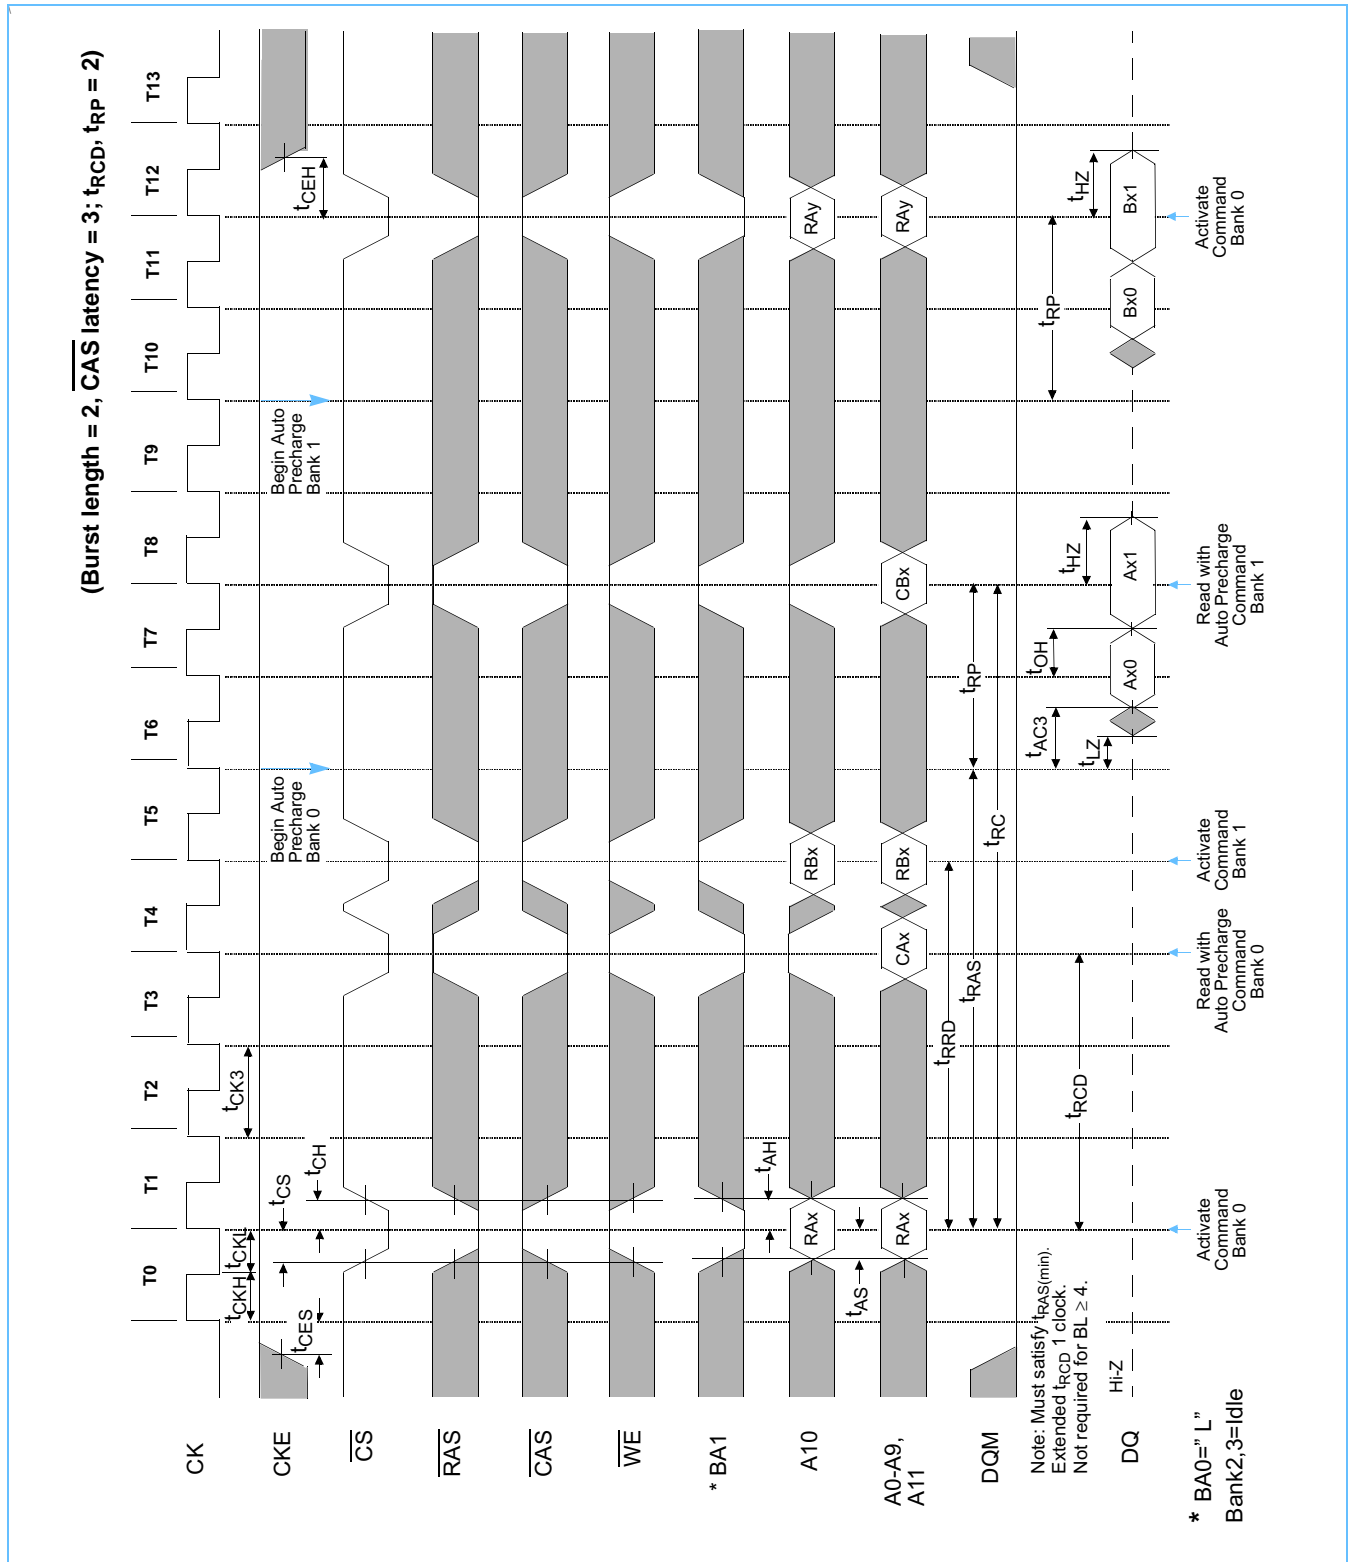 (Burst length = 2, CAS latency = 3; tRCD, tRP = 2)
T0 T1 T2 T3 T4 T5 T6 T7 T8 T9 T10 T11 T12 T13
CK
tCKH tCKL tCK3
CKE
tCES tCS tCH
Begin Auto
Precharge
Bank 0
Begin Auto
Precharge
Bank 1
tCEH
CS
RAS
CAS
WE
* BA1
tAH
A10
RAx RBx RAy
tAS
A0-A9,
A11
RAx CAx RBx CBx RAy
tRRD
tRAS
tRP
tRC
DQM
Note: Must satisfy tRAS(min).
Extended tRCD 1 clock.
Not required for BL ≥ 4.
tRCD
tAC3
tLZ
tOH
tHZ
tRP
tHZ
DQ
Hi-Z
Ax0 Ax1 Bx0 Bx1
Activate
Command
Bank 0
Read with
Auto Precharge
Command
Bank 0
Activate
Command
Bank 1
Read with
Auto Precharge
Command
Bank 1
Activate
Command
Bank 0
* BA0=” L”
Bank2,3=Idle